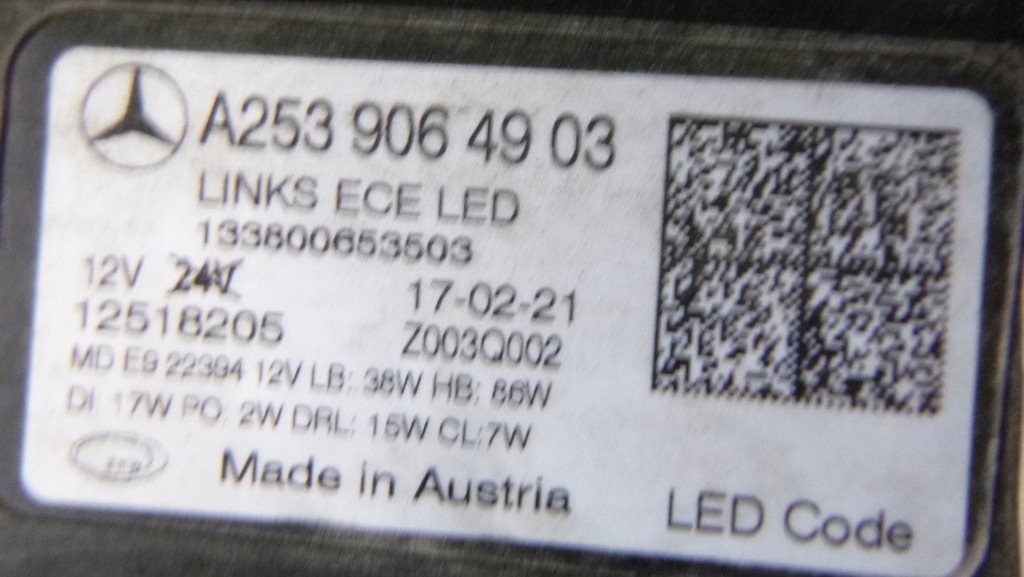 A253 906 49 03
LINKS ECE LED
133800653503
12V 24V
17-02-21
12518205
Z003Q002
MD E9 22394 12V LB: 38W HB: 86W
DI: 17W PO: 2W DRL: 15W CL:7W
Made in Austria
LED Code